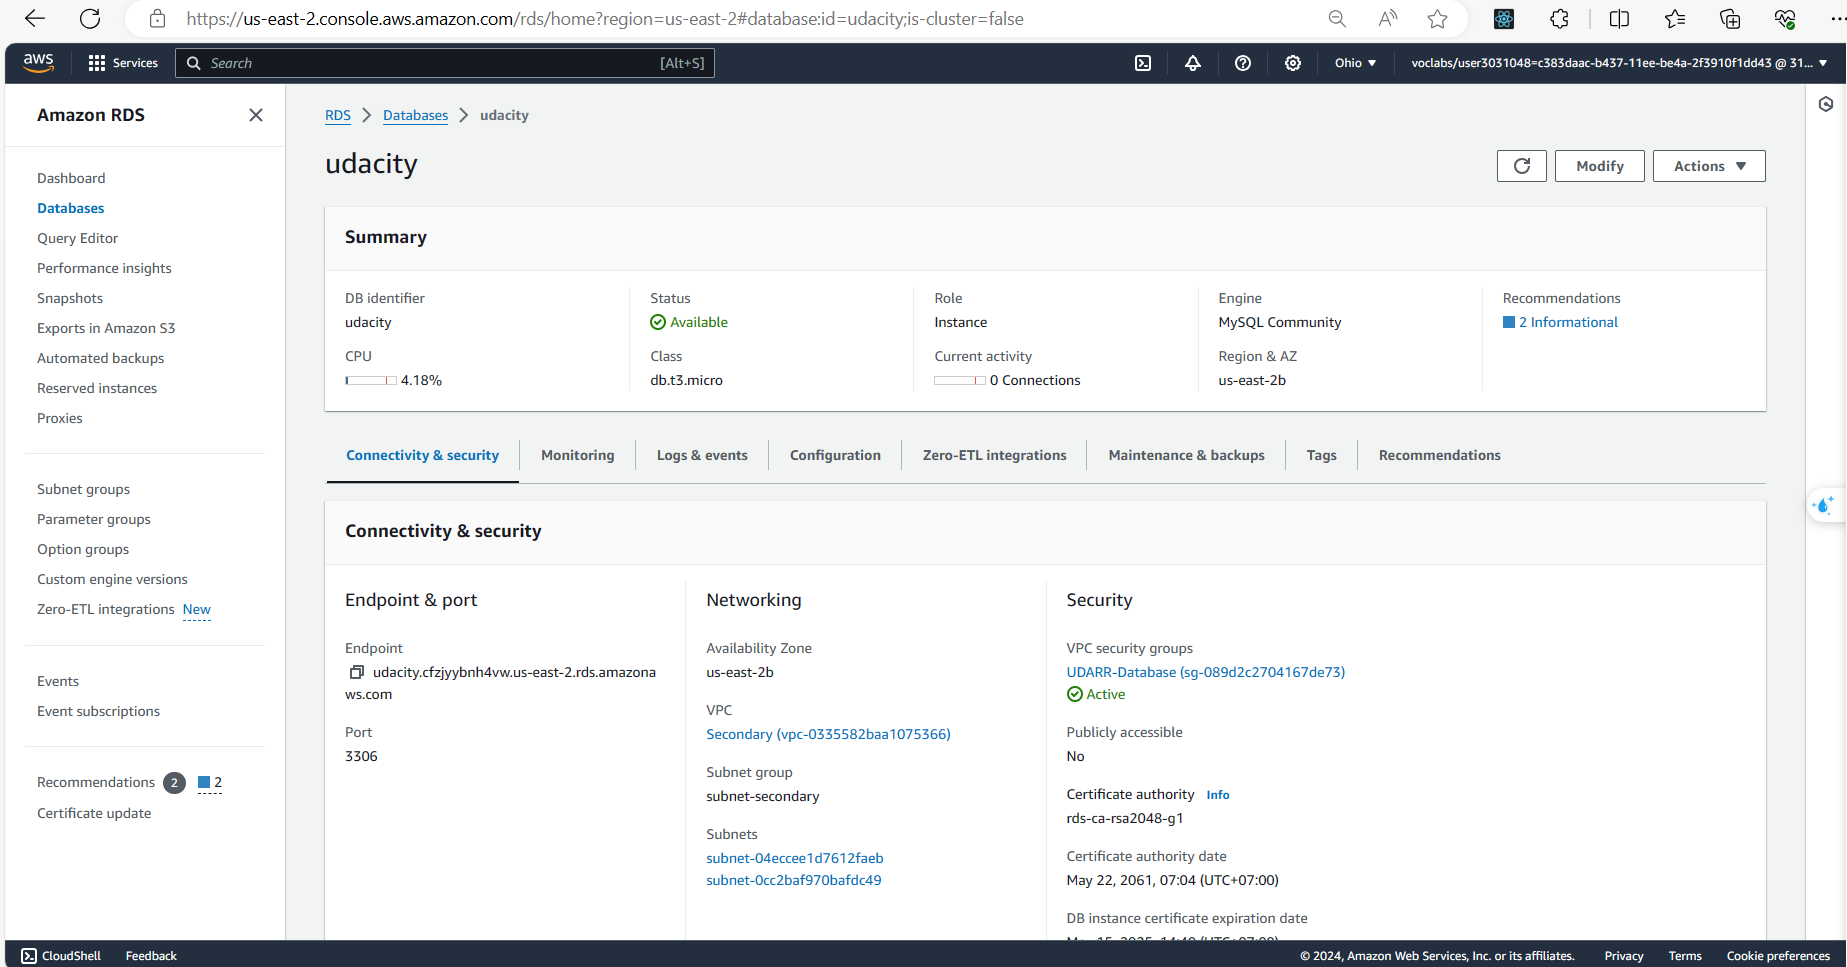 https://us-east-2.console.aws.amazon.com/rds/home?region=us-east-2#database:id=udacity;is-cluster=false
aws
Services
Search
[Alt+S]
Ohio
voclabs/user3031048=c383daac-b437-11ee-be4a-2f3910f1dd43 @ 31...
Amazon RDS
Dashboard
Databases
Query Editor
Performance insights
Snapshots
Exports in Amazon S3
Automated backups
Reserved instances
Proxies
Subnet groups
Parameter groups
Option groups
Custom engine versions
Zero-ETL integrations New
Events
Event subscriptions
Recommendations 2 2
Certificate update
RDS > Databases > udacity
udacity
Modify
Actions
Summary
DB identifier
udacity
CPU
4.18%
Status
Available
Class
db.t3.micro
Role
Instance
Current activity
0 Connections
Engine
MySQL Community
Region & AZ
us-east-2b
Recommendations
2 Informational
Connectivity & security
Monitoring
Logs & events
Configuration
Zero-ETL integrations
Maintenance & backups
Tags
Recommendations
Connectivity & security
Endpoint & port
Endpoint
udacity.cfzjyybnh4vw.us-east-2.rds.amazona
ws.com
Port
3306
Networking
Availability Zone
us-east-2b
VPC
Secondary (vpc-0335582baa1075366)
Subnet group
subnet-secondary
Subnets
subnet-04eccee1d7612faeb
subnet-0cc2baf970bafdc49
Security
VPC security groups
UDARR-Database (sg-089d2c2704167de73)
Active
Publicly accessible
No
Certificate authority Info
rds-ca-rsa2048-g1
Certificate authority date
May 22, 2061, 07:04 (UTC+07:00)
DB instance certificate expiration date
CloudShell
Feedback
© 2024, Amazon Web Services, Inc. or its affiliates.
Privacy
Terms
Cookie preferences